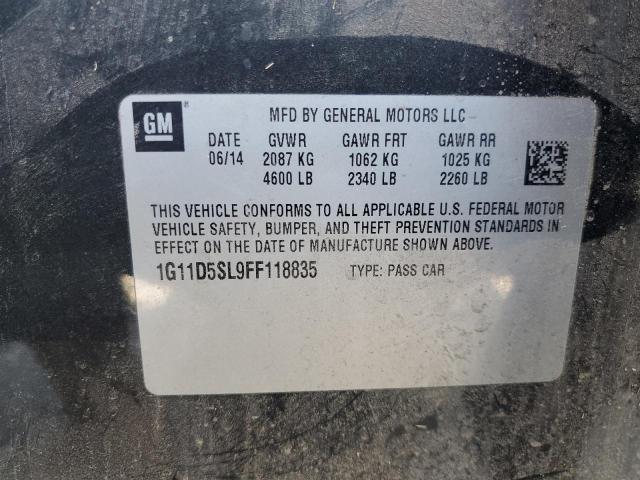 GM ® MFD BY GENERAL MOTORS LLC
DATE GVWR GAWR FRT GAWR RR
06/14 2087 KG 1062 KG 1025 KG
4600 LB 2340 LB 2260 LB
THIS VEHICLE CONFORMS TO ALL APPLICABLE U.S. FEDERAL MOTOR
VEHICLE SAFETY, BUMPER, AND THEFT PREVENTION STANDARDS IN
EFFECT ON THE DATE OF MANUFACTURE SHOWN ABOVE.
1G11D5SL9FF118835 TYPE: PASS CAR